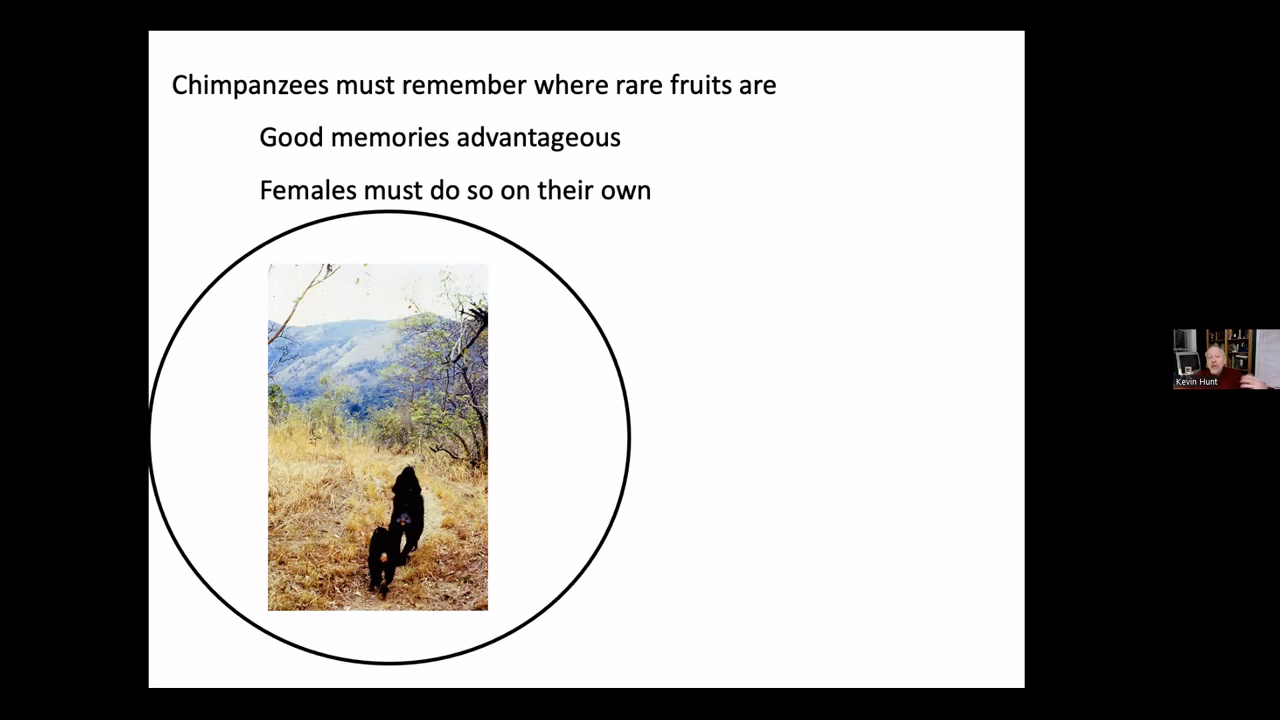 Chimpanzees must remember where rare fruits are
Good memories advantageous
Females must do so on their own
Kevin Hunt